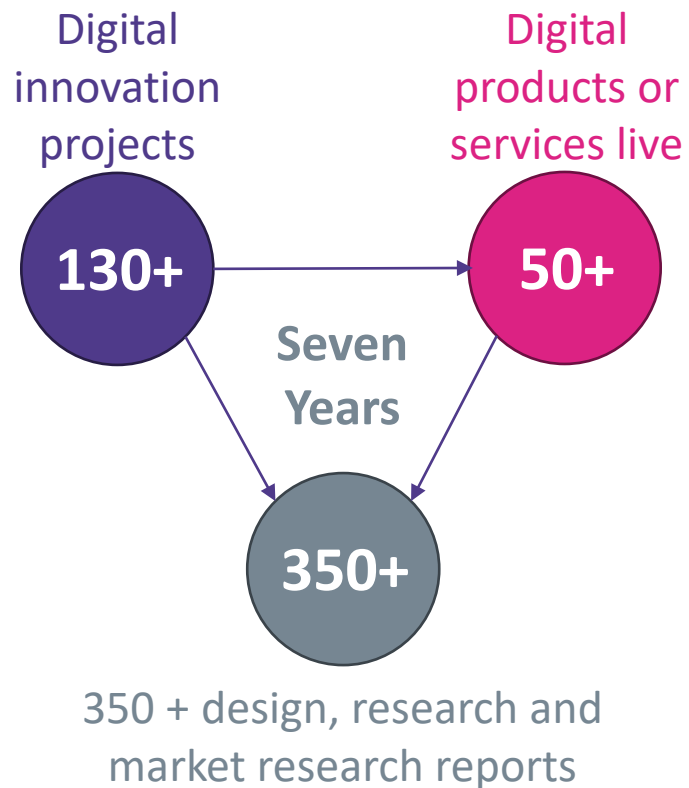 Digital
innovation
projects
Digital
products or
services live
130+
50+
Seven
Years
350+
350 + design, research and
market research reports